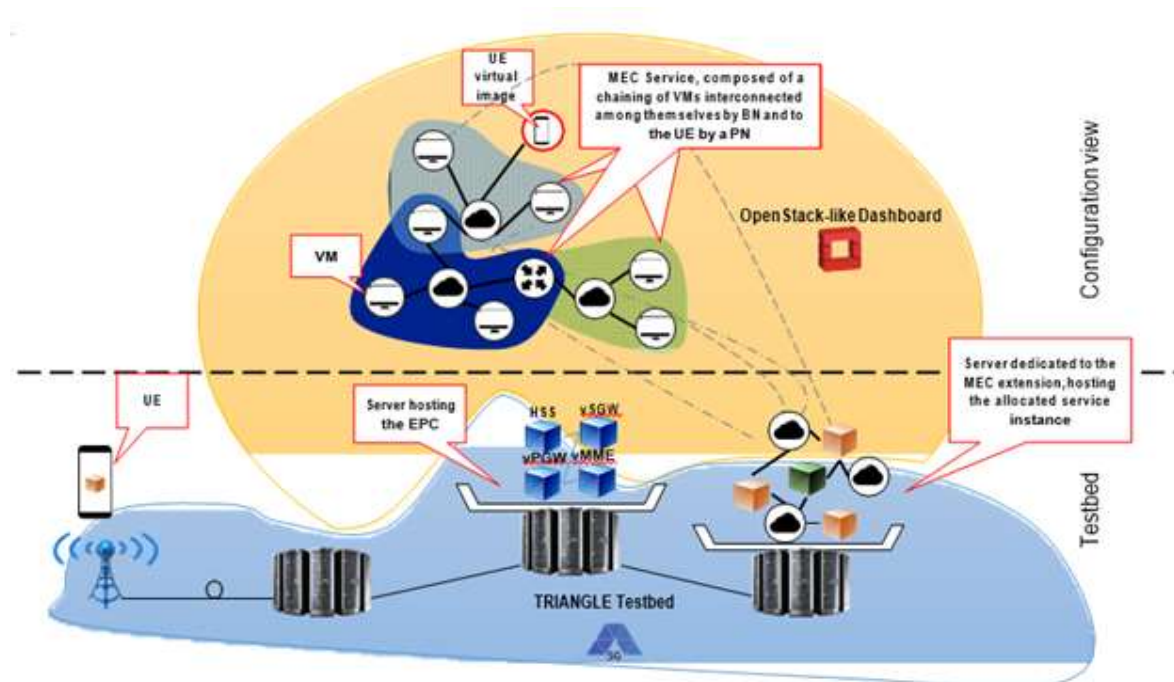 UE
virtual
image
MEC Service, composed of a
chaining of VMs interconnected
among themselves by BN and to
the UE by a PN
Configuration view
Open Stack-like Dashboard
VM
UE
Server hosting
the EPC
HSS
vSGW
vPGW
vMME
Server dedicated to the
MEC extension, hosting
the allocated service
instance
Testbed
TRIANGLE Testbed